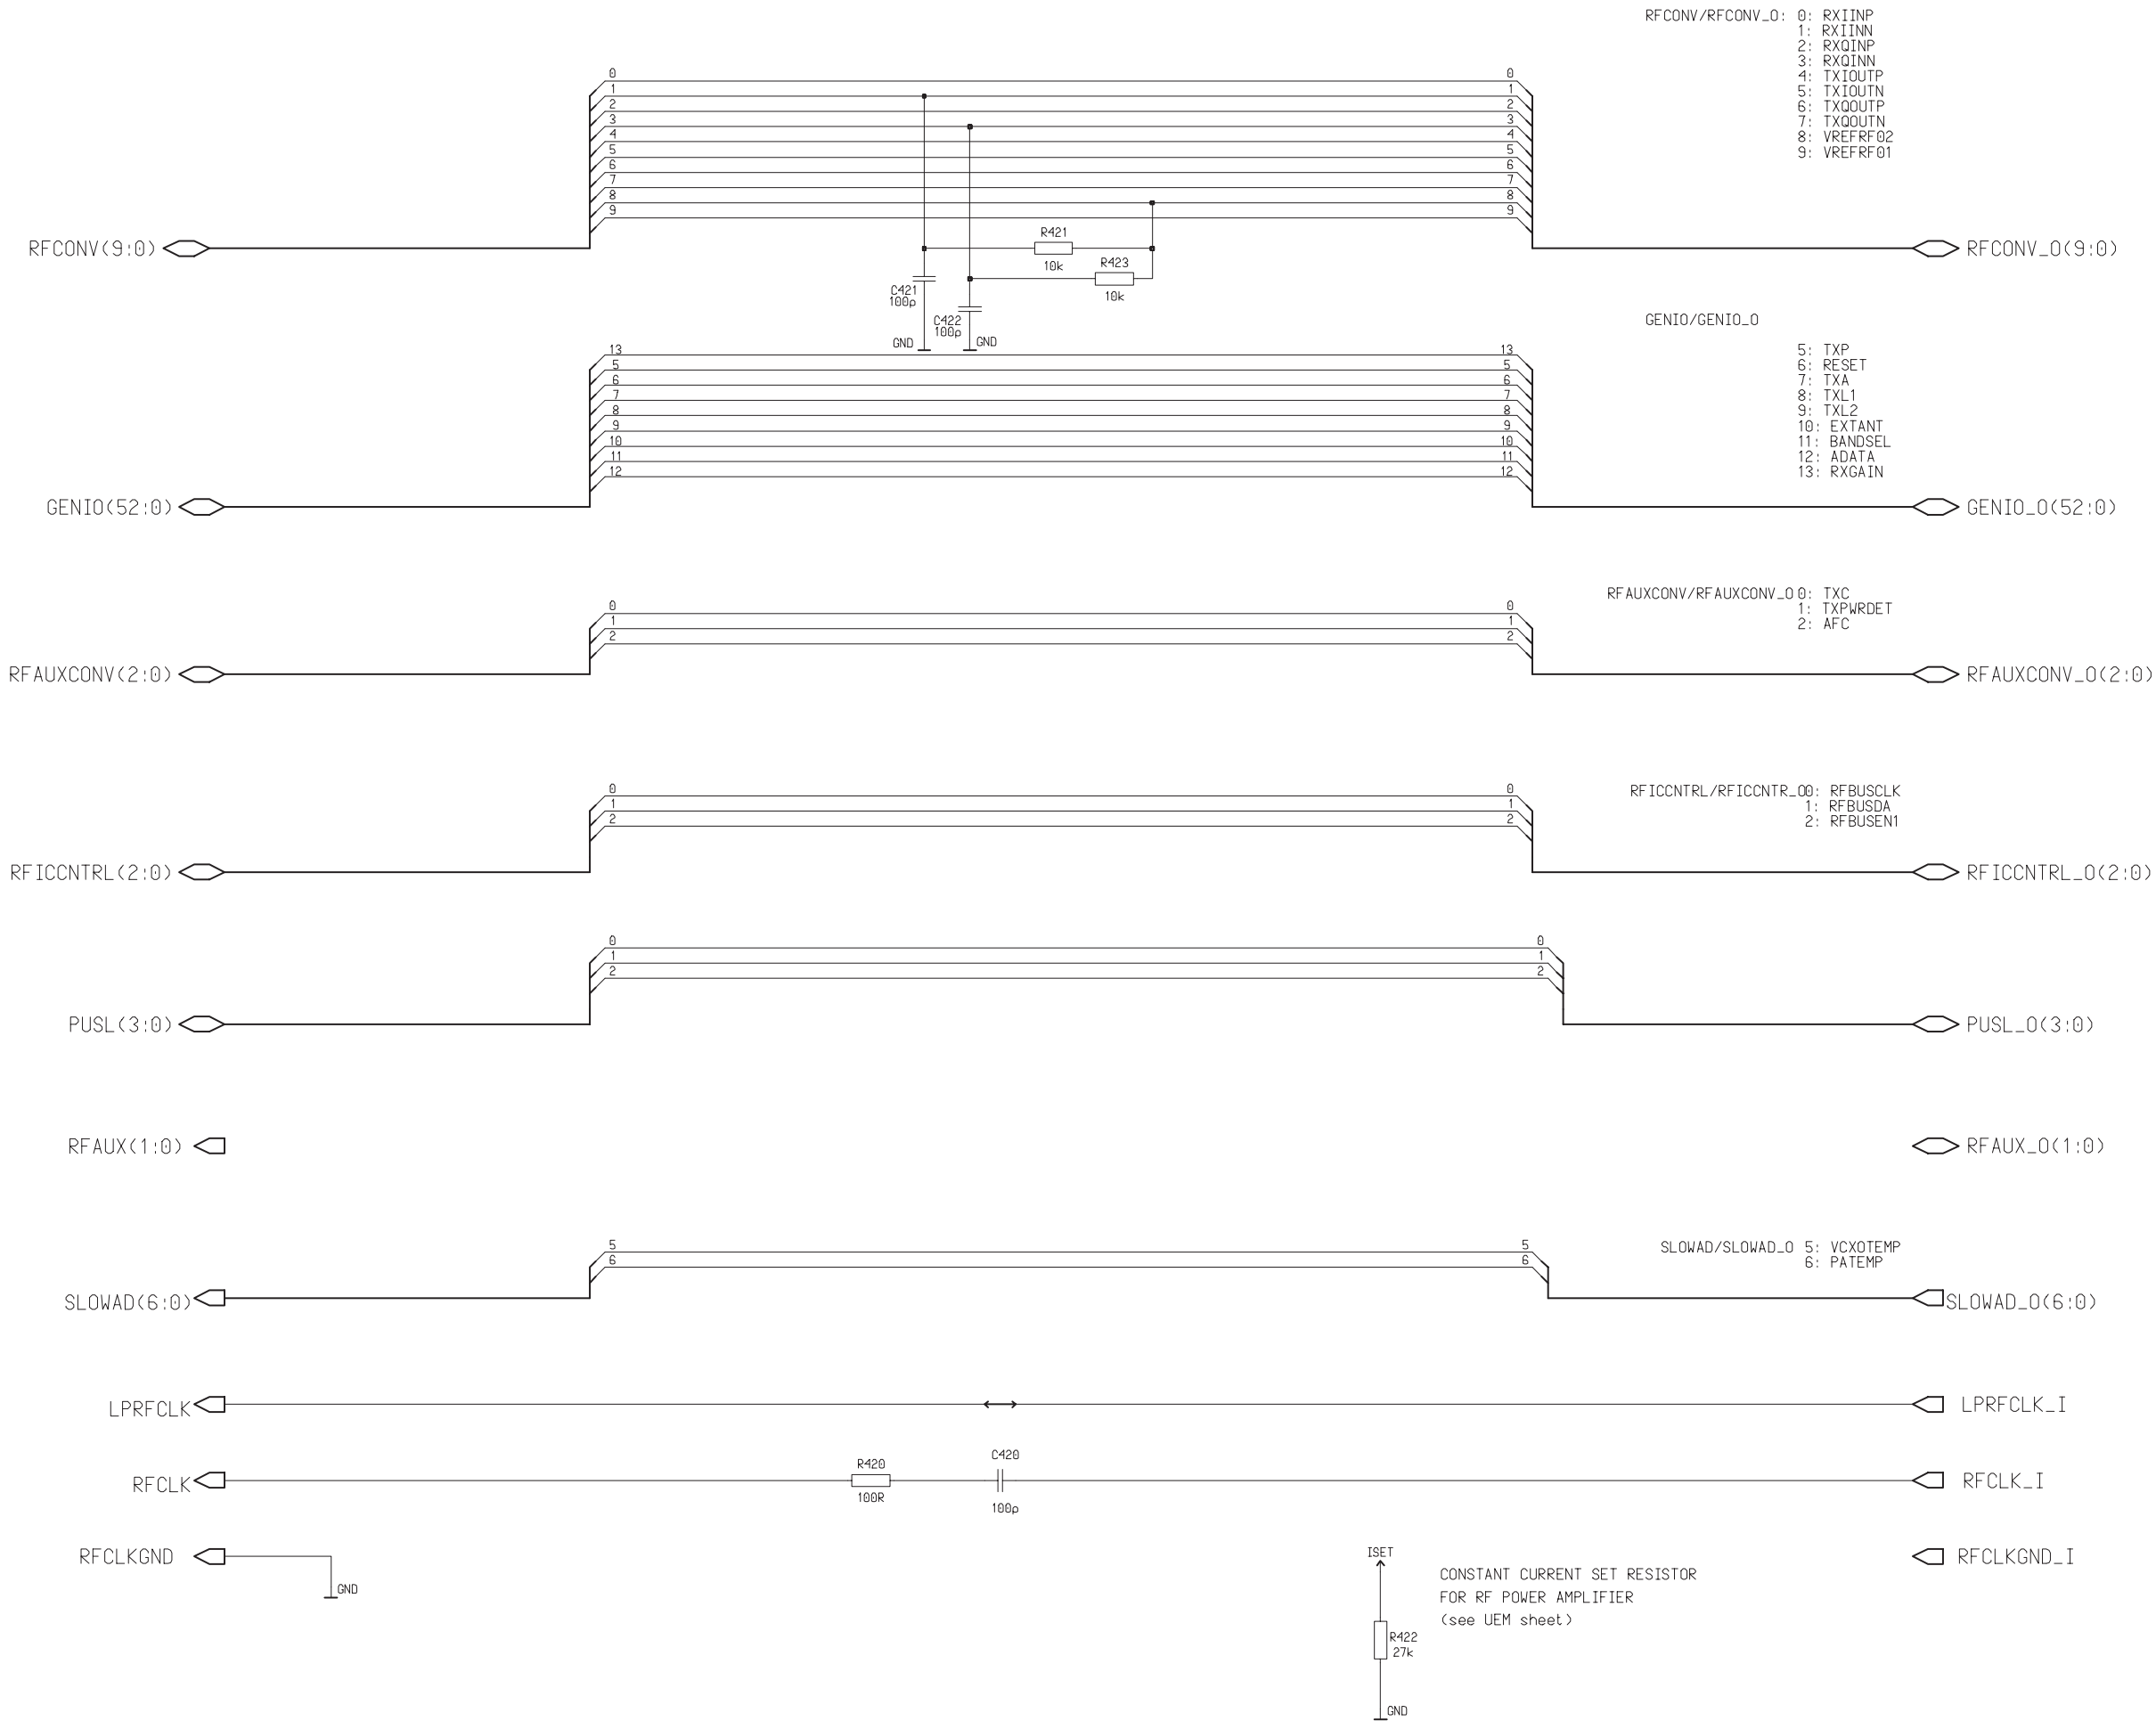 RFCONV/RFCONV_O: 0: RXIINP
1: RXIINN
2: RXQINP
3: RXQINN
4: TXIOUTP
5: TXIOUTN
6: TXQOUTP
7: TXQOUTN
8: VREFRF02
9: VREFRF01
0 0
1 1
2 2
3 3
4 4
5 5
6 6
7 7
8 8
9 9
RFCONV(9:0)
RFCONV_O(9:0)
R421
10k
R423
10k
C421
100p
C422
100p
GND
GND
GENIO/GENIO_O
5: TXP
6: RESET
7: TXA
8: TXL1
9: TXL2
10: EXTANT
11: BANDSEL
12: ADATA
13: RXGAIN
13 13
5 5
6 6
7 7
8 8
9 9
10 10
11 11
12 12
GENIO(52:0)
GENIO_O(52:0)
RFAUXCONV/RFAUXCONV_O 0: TXC
1: TXPWRDET
2: AFC
0 0
1 1
2 2
RFAUXCONV(2:0)
RFAUXCONV_O(2:0)
RFICCNTRL/RFICCNTR_O0: RFBUSCLK
1: RFBUSDA
2: RFBUSEN1
0 0
1 1
2 2
RFICCNTRL(2:0)
RFICCNTRL_O(2:0)
0 0
1 1
2 2
PUSL(3:0)
PUSL_O(3:0)
RFAUX(1:0)
RFAUX_O(1:0)
SLOWAD/SLOWAD_O 5: VCXOTEMP
6: PATEMP
5 5
6 6
SLOWAD(6:0)
SLOWAD_O(6:0)
LPRFCLK
LPRFCLK_I
R420
100R
C420
100p
RFCLK
RFCLK_I
RFCLKGND
RFCLKGND_I
GND
ISET
CONSTANT CURRENT SET RESISTOR
FOR RF POWER AMPLIFIER
(see UEM sheet)
R422
27k
GND